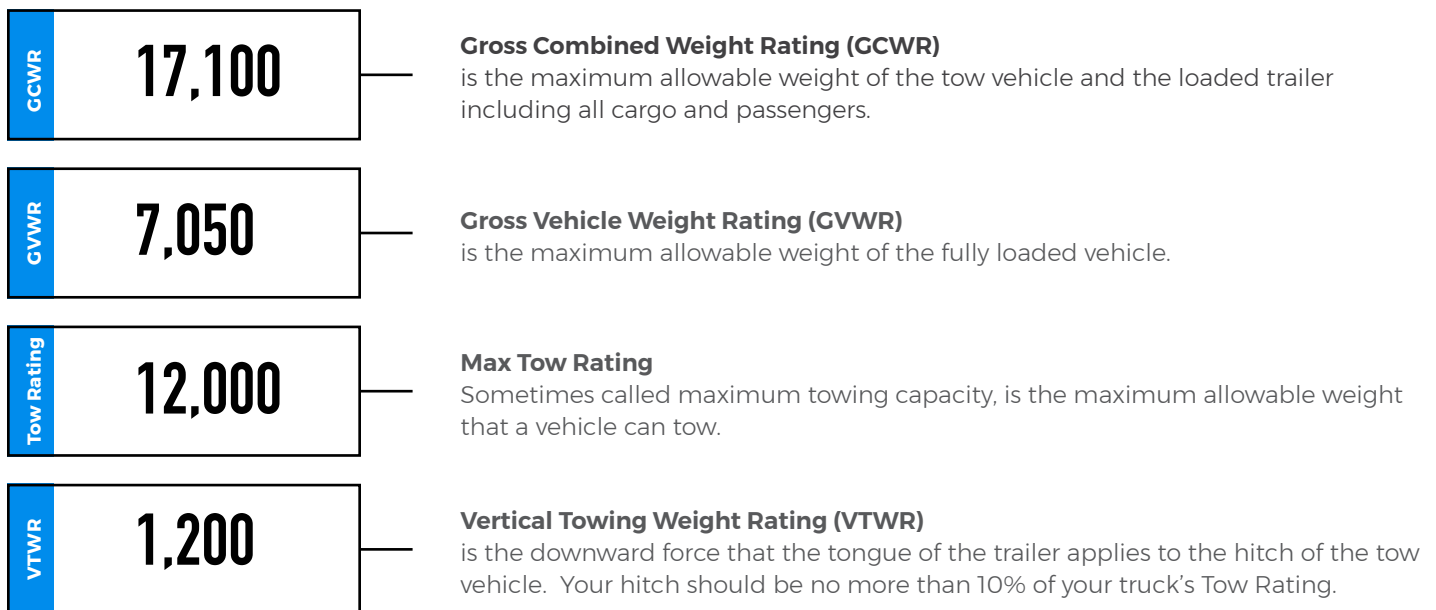 GCWR
17,100
Gross Combined Weight Rating (GCWR)
is the maximum allowable weight of the tow vehicle and the loaded trailer
including all cargo and passengers.
GVWR
7,050
Gross Vehicle Weight Rating (GVWR)
is the maximum allowable weight of the fully loaded vehicle.
Tow Rating
12,000
Max Tow Rating
Sometimes called maximum towing capacity, is the maximum allowable weight
that a vehicle can tow.
VTWR
1,200
Vertical Towing Weight Rating (VTWR)
is the downward force that the tongue of the trailer applies to the hitch of the tow
vehicle.  Your hitch should be no more than 10% of your truck’s Tow Rating.